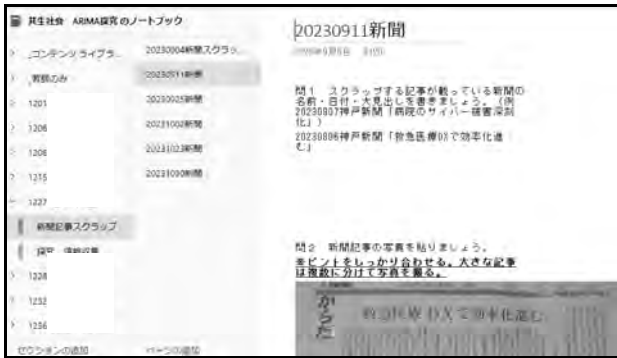 共生社会 ARIMA探究のノートブック
_コンテンツ ライブラ...
_教師のみ
1201
1206
1208
1215
1227
新聞記事スクラップ
探究 情報収集
1228
1232
1236
セクションの追加
20230904新聞スクラッ...
20230911新聞
20230925新聞
20231002新聞
20231023新聞
20231030新聞
ページの追加
20230911新聞
問1 スクラップする記事が載っている新聞の
名前・日付・大見出しを書きましょう。(例
20230807神戸新聞「病院のサイバー被害深刻
化」)
20230806神戸新聞「救急医療DXで効率化進
む」
問2 新聞記事の写真を貼りましょう。
※ピントをしっかり合わせる。大きな記事
は複数に分けて写真を撮る。
からだ
救急医療 DXで効率化進む